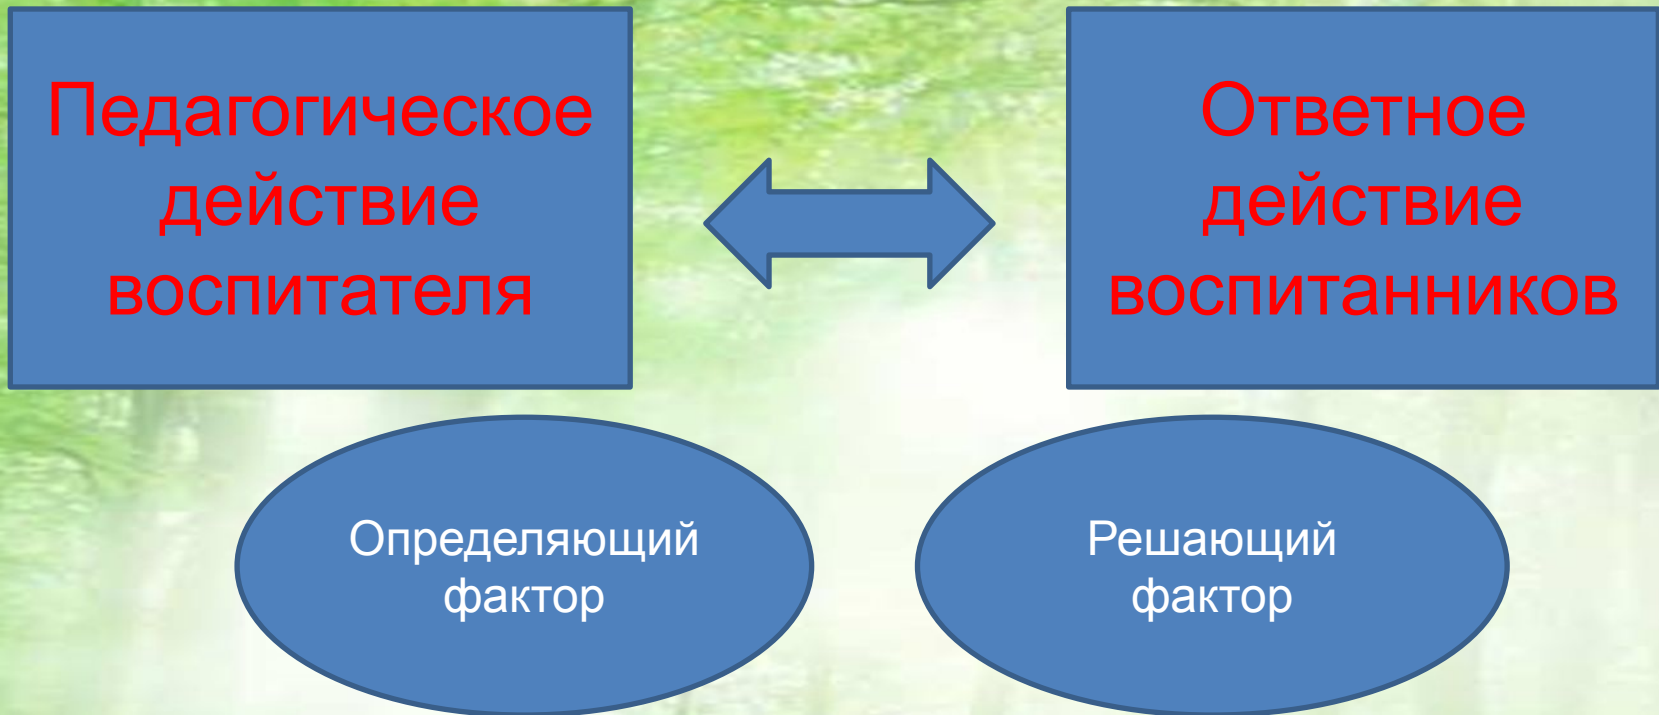 Педагогическое
действие
воспитателя
Ответное
действие
воспитанников
Определяющий
фактор
Решающий
фактор